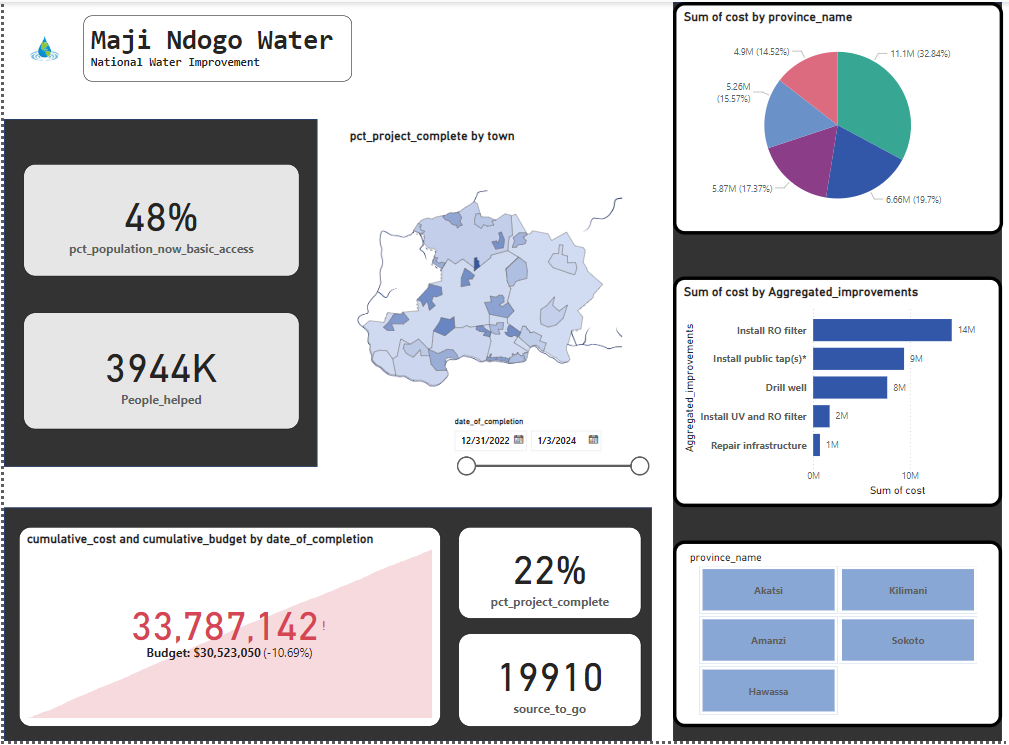 Maji Ndogo Water
National Water Improvement
48%
pct_population_now_basic_access
3944K
People_helped
pct_project_complete by town
date_of_completion
12/31/2022
1/3/2024
cumulative_cost and cumulative_budget by date_of_completion
33,787,142!
Budget: $30,523,050 (-10.69%)
22%
pct_project_complete
19910
source_to_go
Sum of cost by province_name
4.9M (14.52%)
11.1M (32.84%)
5.26M
(15.57%)
5.87M (17.37%)
6.66M (19.7%)
Sum of cost by Aggregated_improvements
Aggregated_improvements
Install RO filter 14M
Install public tap(s)* 9M
Drill well 8M
Install UV and RO filter 2M
Repair infrastructure 1M
0M 10M
Sum of cost
province_name
Akatsi Kilimani
Amanzi Sokoto
Hawassa